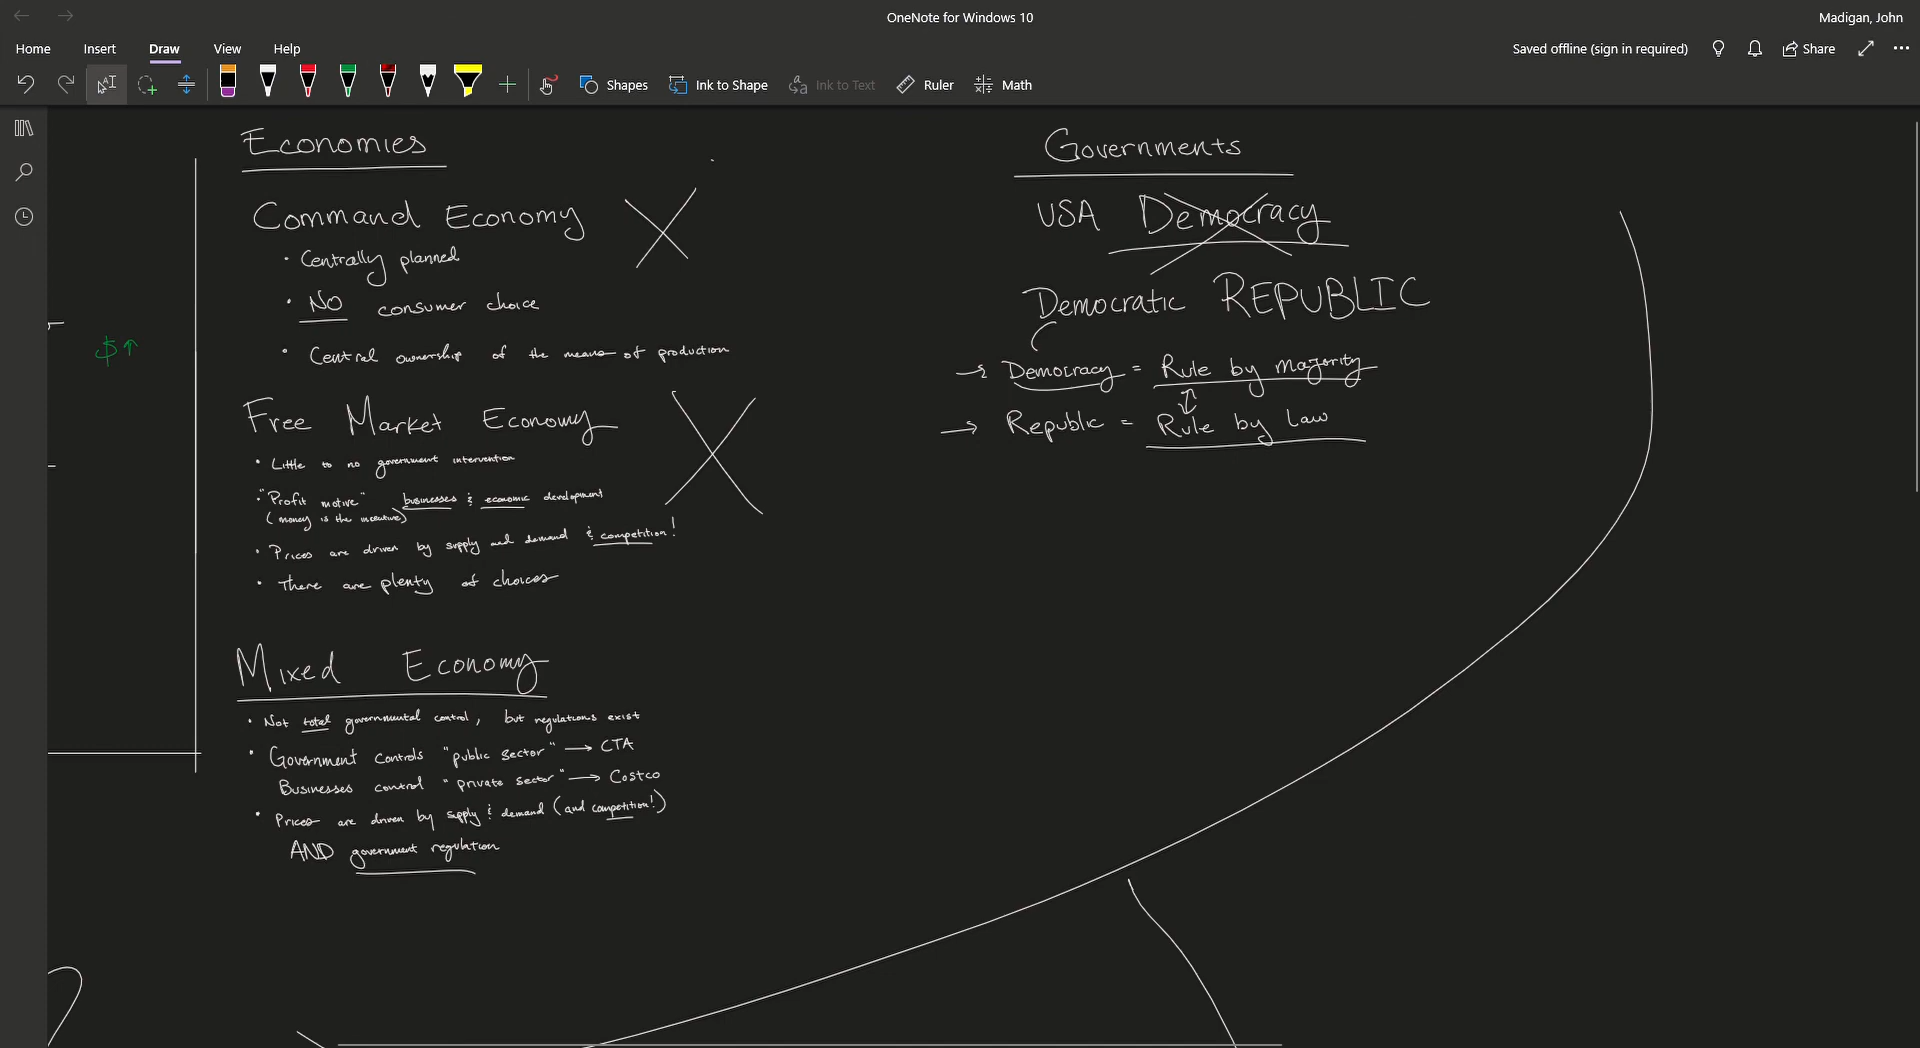 OneNote for Windows 10
Madigan, John
Home Insert Draw View Help
Saved offline (sign in required) Share
Shapes Ink to Shape Ink to Text Ruler Math
Economies
Command Economy
• Centrally planned
• NO consumer choice
• Central ownership of the means of production
$↑
Free Market Economy
• Little to no government intervention
• "Profit motive" businesses & economic development
(money is the incentive)
• Prices are driven by supply and demand & competition!
• There are plenty of choices
Mixed Economy
• Not total governmental control, but regulations exist
• Government controls "public sector" → CTA
Businesses control "private sector" → Costco
• Prices are driven by supply & demand (and competition!)
AND government regulation
Governments
USA Democracy
Democratic REPUBLIC
→ Democracy = Rule by majority
→ Republic = Rule by law